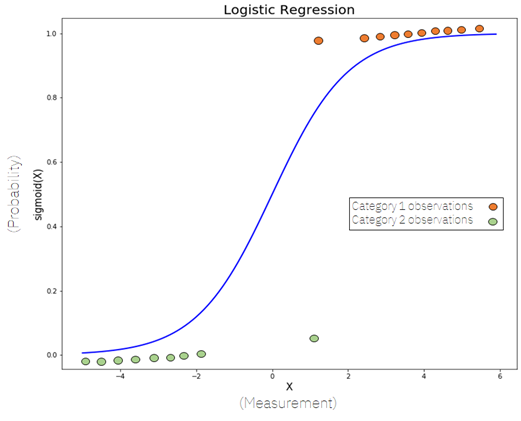 Logistic Regression
1.0
0.8
0.6
0.4
0.2
0.0
(Probability)
sigmoid(X)
Category 1 observations
Category 2 observations
−4
−2
0
2
4
6
X
(Measurement)